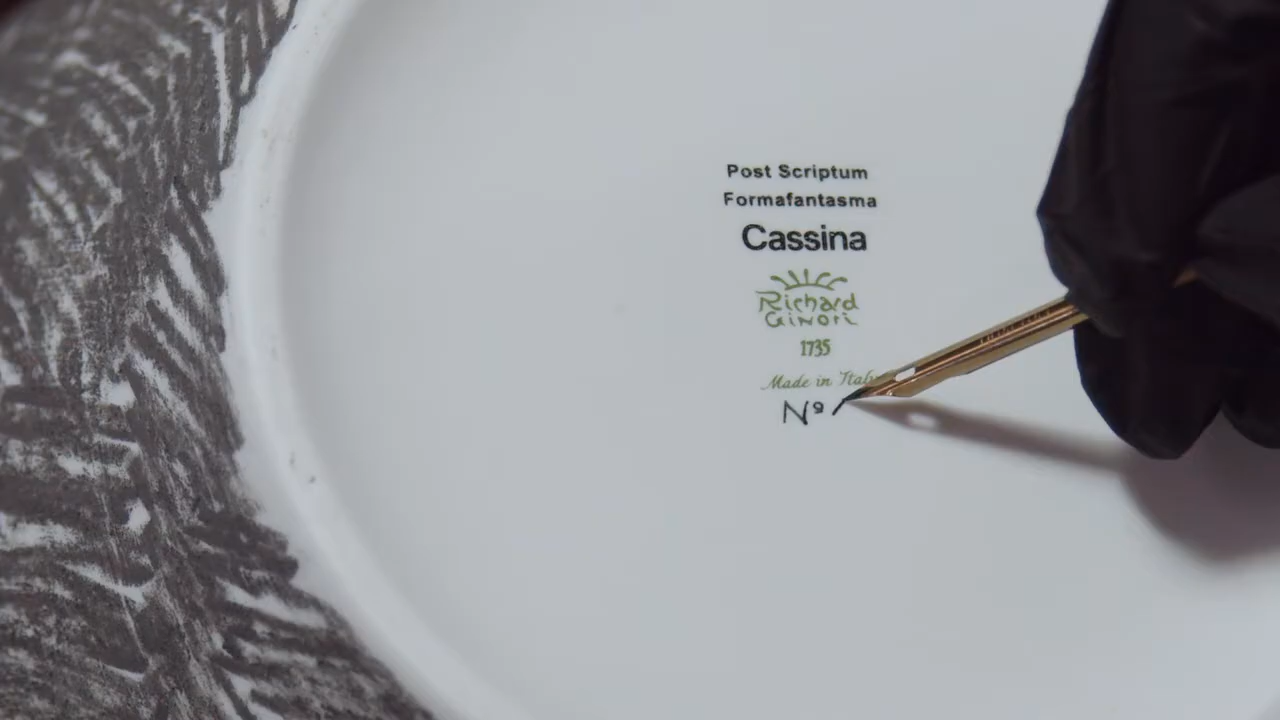 Post Scriptum
Formafantasma
Cassina
Richard
Ginori
1735
Made in Italy
Nº